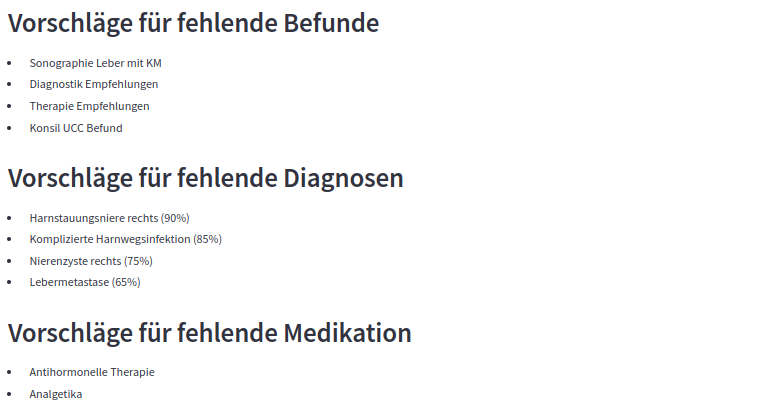 Vorschläge für fehlende Befunde
Sonographie Leber mit KM
Diagnostik Empfehlungen
Therapie Empfehlungen
Konsil UCC Befund
Vorschläge für fehlende Diagnosen
Harnstauungsniere rechts (90%)
Komplizierte Harnwegsinfektion (85%)
Nierenzyste rechts (75%)
Lebermetastase (65%)
Vorschläge für fehlende Medikation
Antihormonelle Therapie
Analgetika